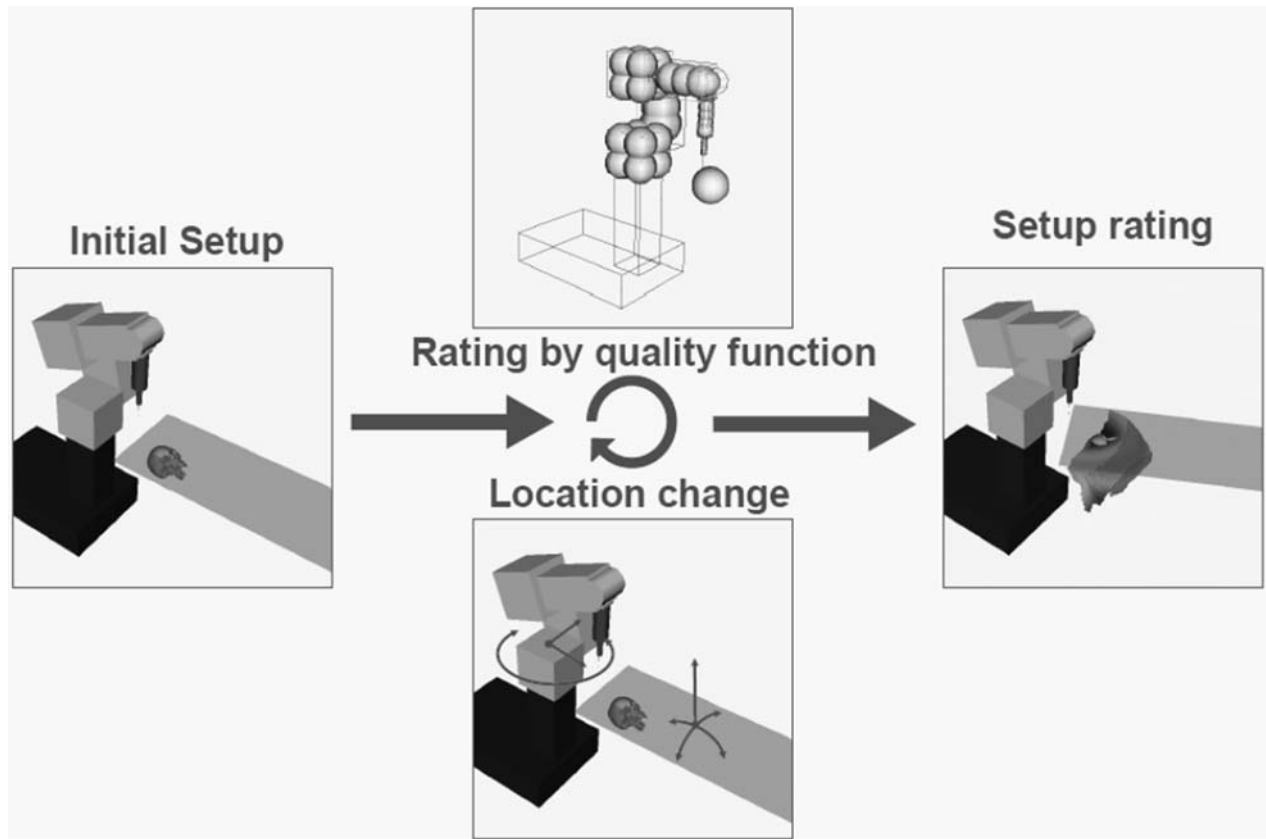 Initial Setup
Setup rating
Rating by quality function
Location change